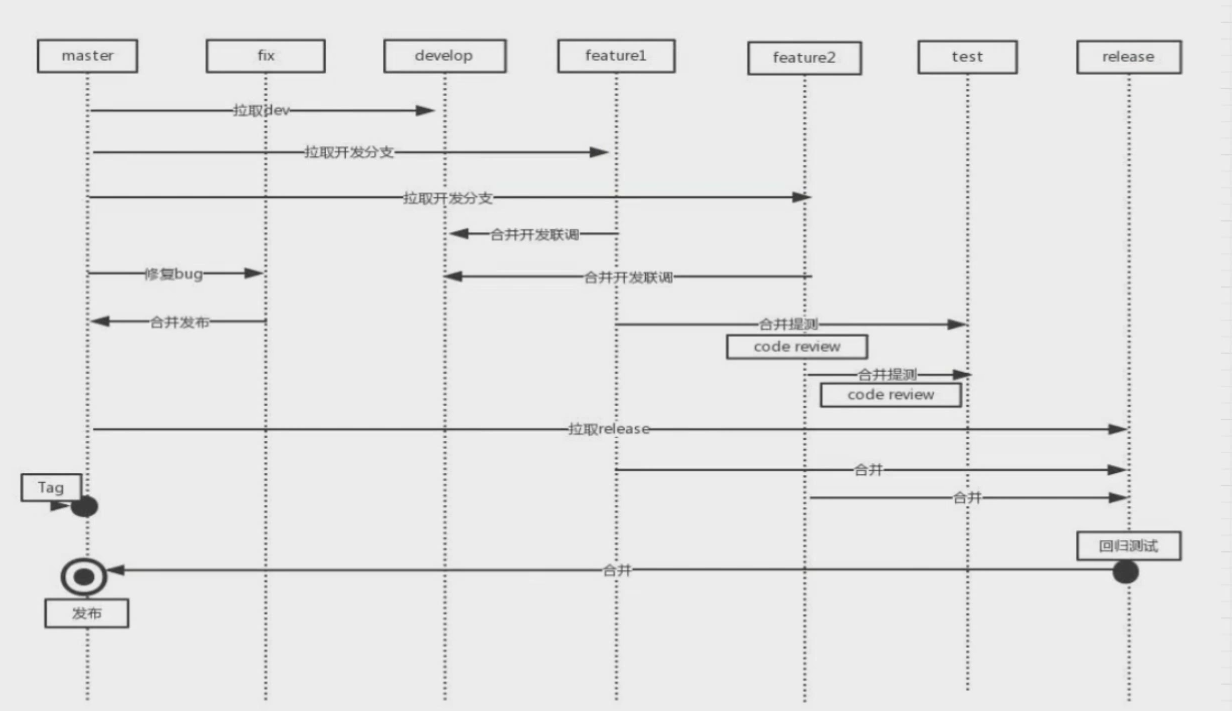 master
fix
develop
feature1
feature2
test
release
拉取dev
拉取开发分支
拉取开发分支
合并开发联调
修复bug
合并开发联调
合并发布
合并提测
code review
合并提测
code review
拉取release
合并
Tag
合并
回归测试
合并
发布